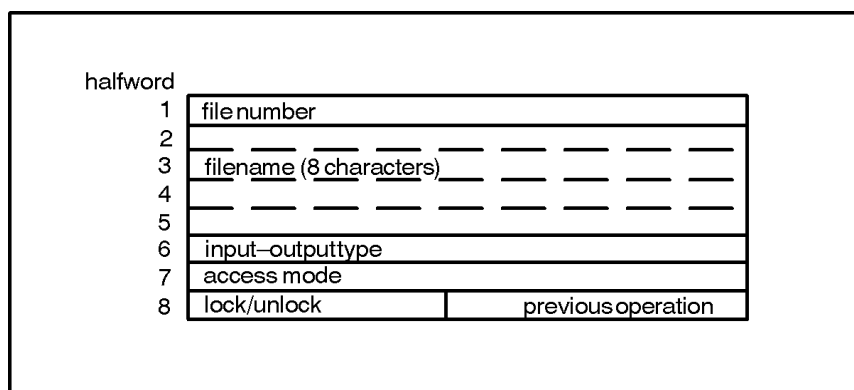 halfword
1 file number
2
3 filename (8 characters)
4
5
6 input–outputtype
7 access mode
8 lock/unlock previous operation